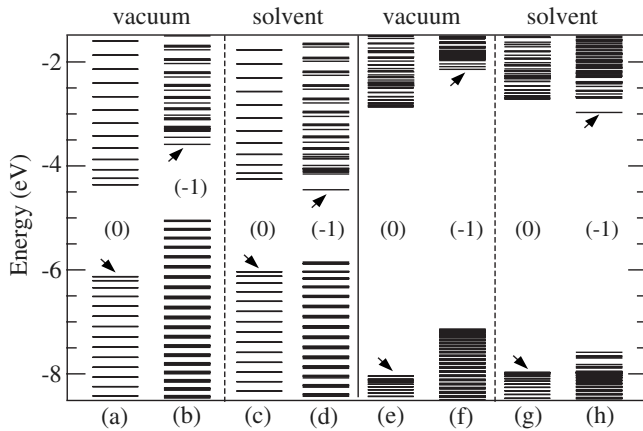 vacuum solvent vacuum solvent
Energy (eV)
-2
-4
-6
-8
(0) (-1) (0) (-1) (0) (-1) (0) (-1)
(a) (b) (c) (d) (e) (f) (g) (h)